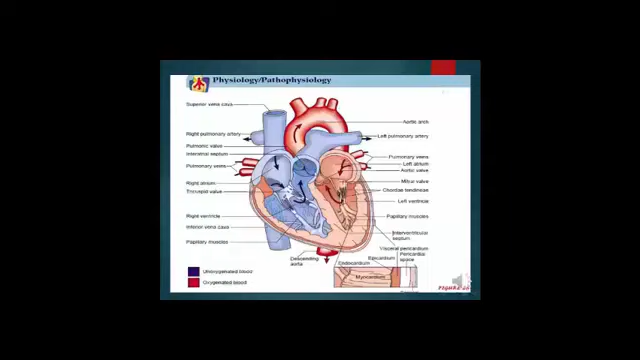 Physiology/Pathophysiology
Superior vena cava
Right pulmonary artery
Pulmonic valve
Interatrial septum
Pulmonary veins
Right atrium
Tricuspid valve
Right ventricle
Inferior vena cava
Papillary muscles
Aortic arch
Left pulmonary artery
Pulmonary veins
Left atrium
Aortic valve
Mitral valve
Chordae tendineae
Left ventricle
Papillary muscles
Interventricular
septum
Visceral pericardium
Pericardial
space
Epicardium
Endocardium
Myocardium
Descending
aorta
Unoxygenated blood
Oxygenated blood